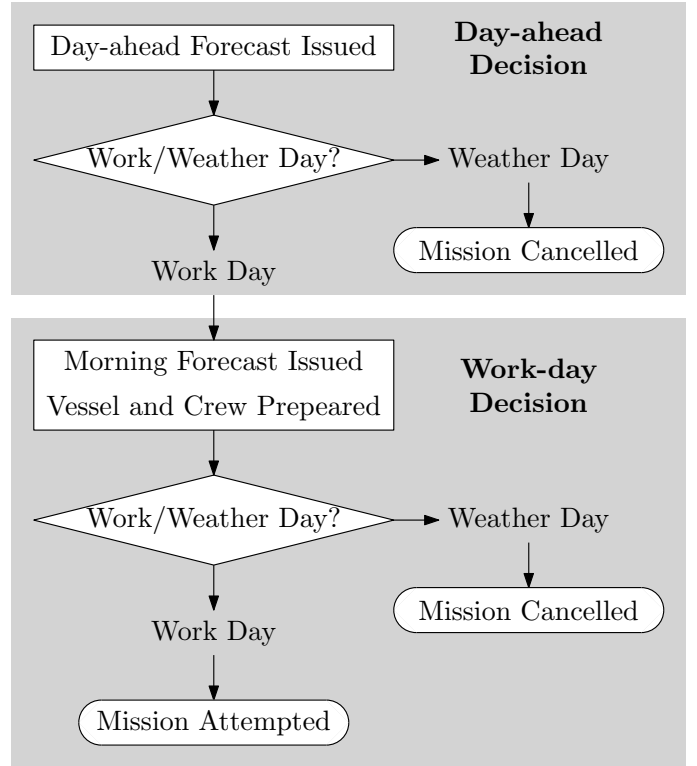 Day-ahead Forecast Issued
Day-ahead
Decision
Work/Weather Day?
Weather Day
Mission Cancelled
Work Day
Morning Forecast Issued
Vessel and Crew Prepeared
Work-day
Decision
Work/Weather Day?
Weather Day
Mission Cancelled
Work Day
Mission Attempted